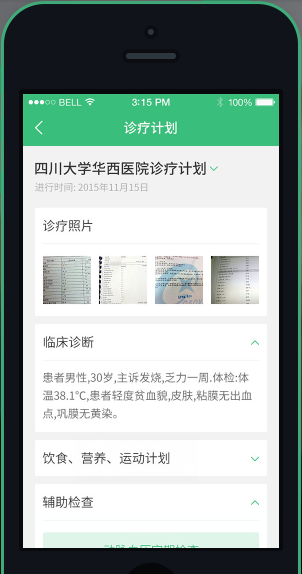 BELL
3:15 PM
100%
诊疗计划
四川大学华西医院诊疗计划
进行时间: 2015年11月15日
诊疗照片
临床诊断
患者男性,30岁,主诉发烧,乏力一周.体检:体
温38.1℃,患者轻度贫血貌,皮肤,粘膜无出血
点,巩膜无黄染。
饮食、营养、运动计划
辅助检查